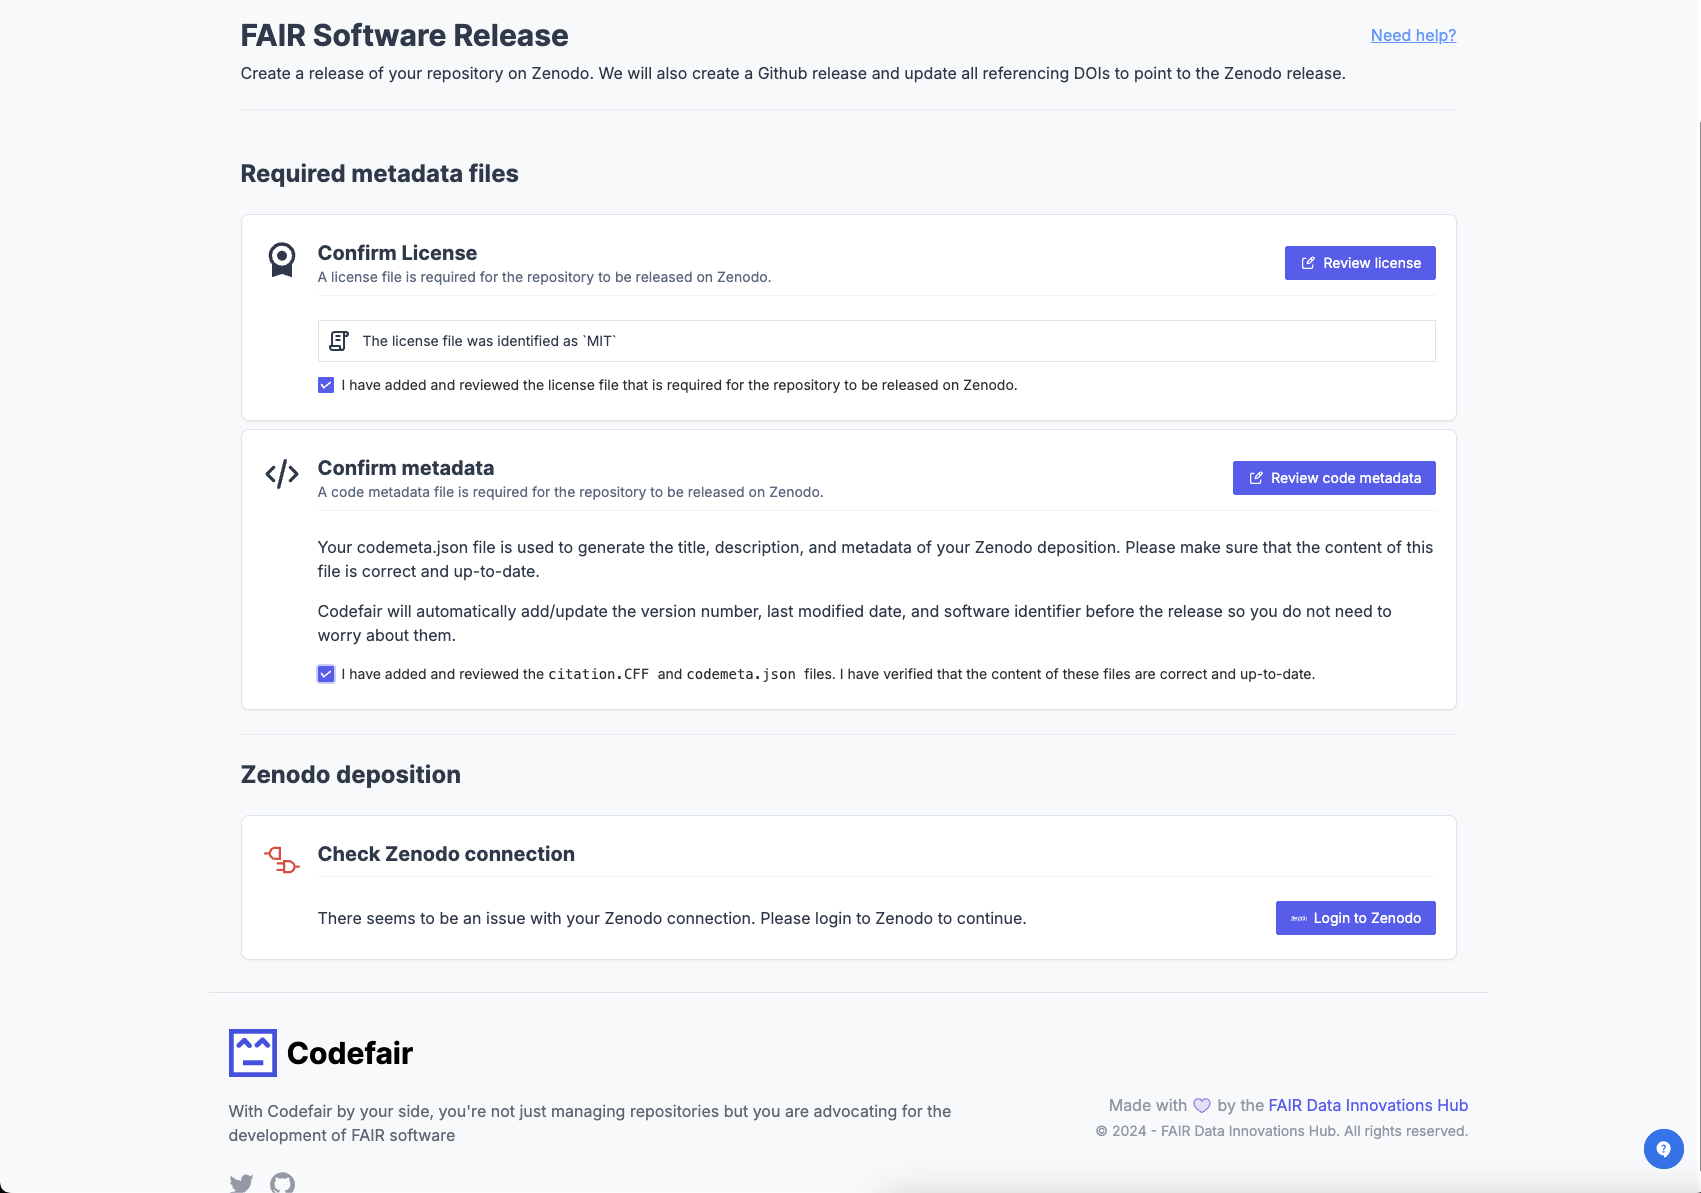 FAIR Software Release
Need help?
Create a release of your repository on Zenodo. We will also create a Github release and update all referencing DOIs to point to the Zenodo release.
Required metadata files
Confirm License
A license file is required for the repository to be released on Zenodo.
Review license
The license file was identified as `MIT`
I have added and reviewed the license file that is required for the repository to be released on Zenodo.
Confirm metadata
A code metadata file is required for the repository to be released on Zenodo.
Review code metadata
Your codemeta.json file is used to generate the title, description, and metadata of your Zenodo deposition. Please make sure that the content of this
file is correct and up-to-date.
Codefair will automatically add/update the version number, last modified date, and software identifier before the release so you do not need to
worry about them.
I have added and reviewed the citation.CFF and codemeta.json files. I have verified that the content of these files are correct and up-to-date.
Zenodo deposition
Check Zenodo connection
There seems to be an issue with your Zenodo connection. Please login to Zenodo to continue.
Login to Zenodo
Codefair
With Codefair by your side, you're not just managing repositories but you are advocating for the
development of FAIR software
Made with by the FAIR Data Innovations Hub
© 2024 - FAIR Data Innovations Hub. All rights reserved.